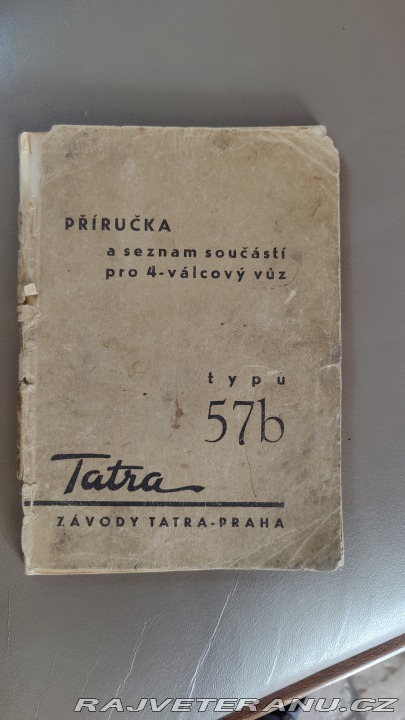 PŘÍRUČKA
a seznam součástí
pro 4-válcový vůz
typu
57b
Tatra
ZÁVODY TATRA-PRAHA
RAJVETERANU.CZ